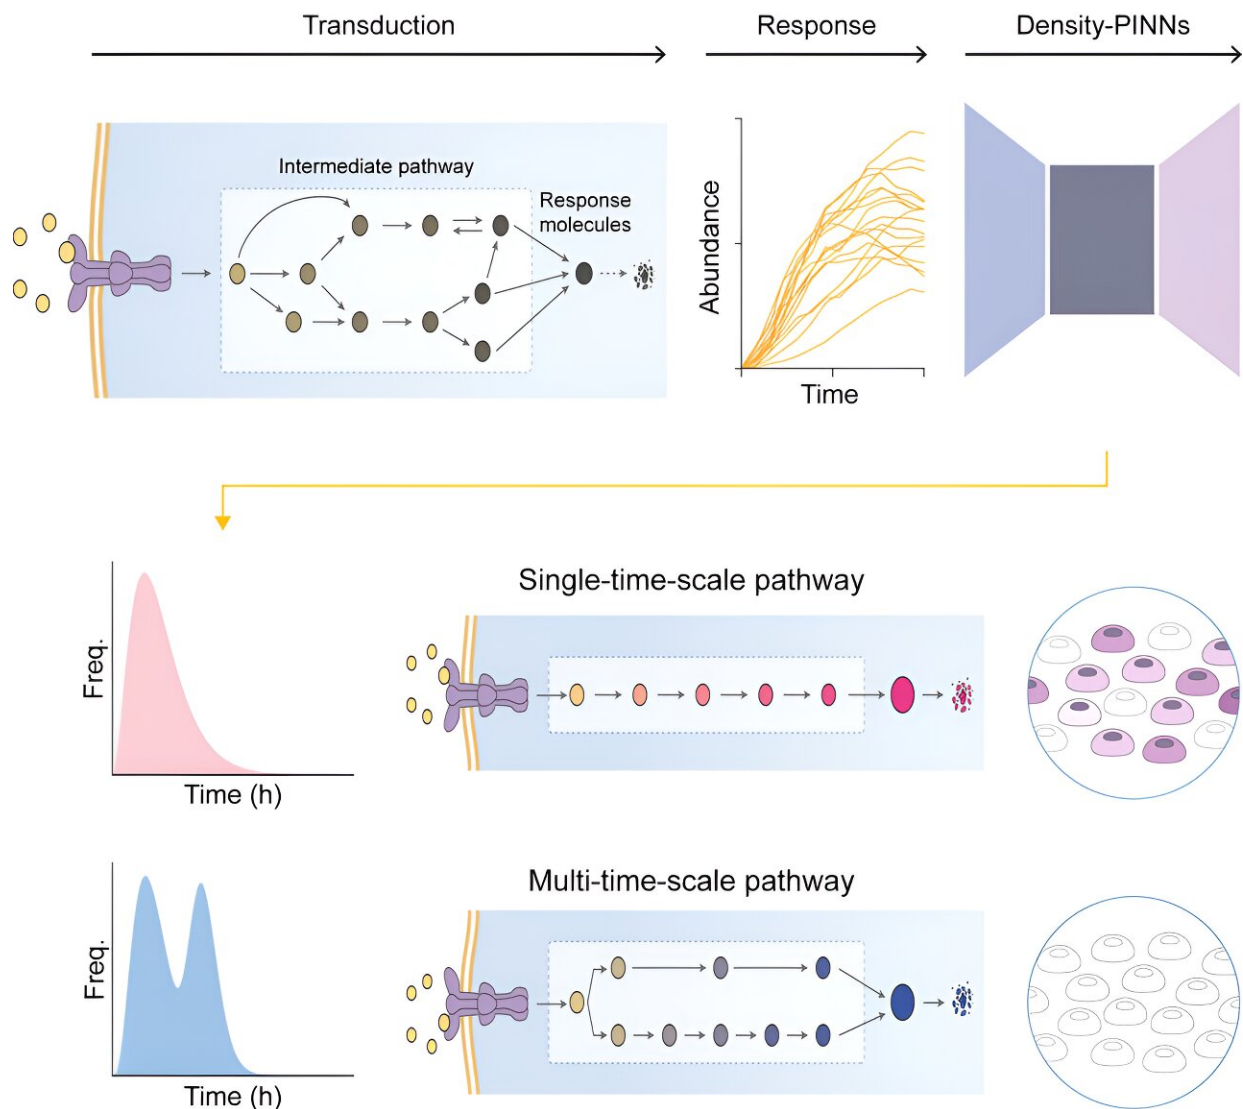 Transduction
Response
Density-PINNs
Intermediate pathway
Response
molecules
Abundance
Time
Single-time-scale pathway
Freq.
Time (h)
Multi-time-scale pathway
Freq.
Time (h)